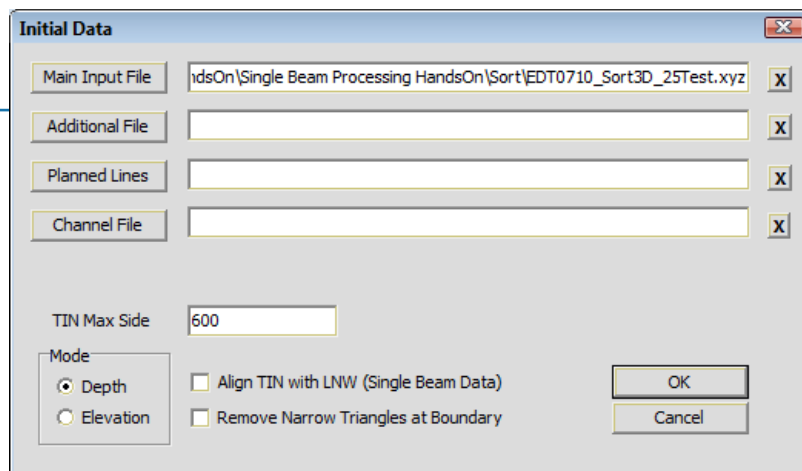 Initial Data
Main Input File ndsOn\Single Beam Processing HandsOn\Sort\EDT0710_Sort3D_25Test.xyz X
Additional File X
Planned Lines X
Channel File X
TIN Max Side 600
Mode
Depth Align TIN with LNW (Single Beam Data) OK
Elevation Remove Narrow Triangles at Boundary Cancel